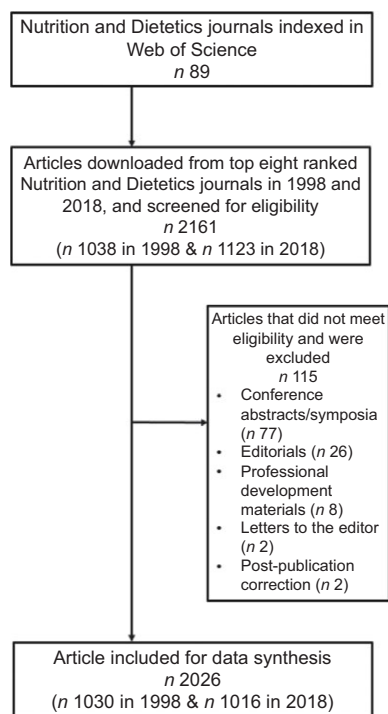 Nutrition and Dietetics journals indexed in
Web of Science
n 89
Articles downloaded from top eight ranked
Nutrition and Dietetics journals in 1998 and
2018, and screened for eligibility
n 2161
(n 1038 in 1998 & n 1123 in 2018)
Articles that did not meet
eligibility and were
excluded
n 115
• Conference
abstracts/symposia
(n 77)
• Editorials (n 26)
• Professional
development
materials (n 8)
• Letters to the editor
(n 2)
• Post-publication
correction (n 2)
Article included for data synthesis
n 2026
(n 1030 in 1998 & n 1016 in 2018)